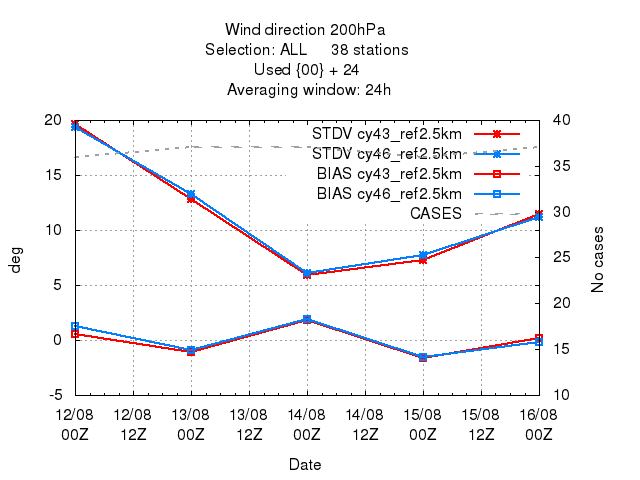 Wind direction 200hPa
Selection: ALL 38 stations
Used {00} + 24
Averaging window: 24h
20 40
STDV cy43_ref2.5km
STDV cy46_ref2.5km
35
BIAS cy43_ref2.5km
15
BIAS cy46_ref2.5km
CASES 30
10
deg No cases
25
5
20
0 15
-5 10
12/08 12/08 13/08 13/08 14/08 14/08 15/08 15/08 16/08
00Z 12Z 00Z 12Z 00Z 12Z 00Z 12Z 00Z
Date